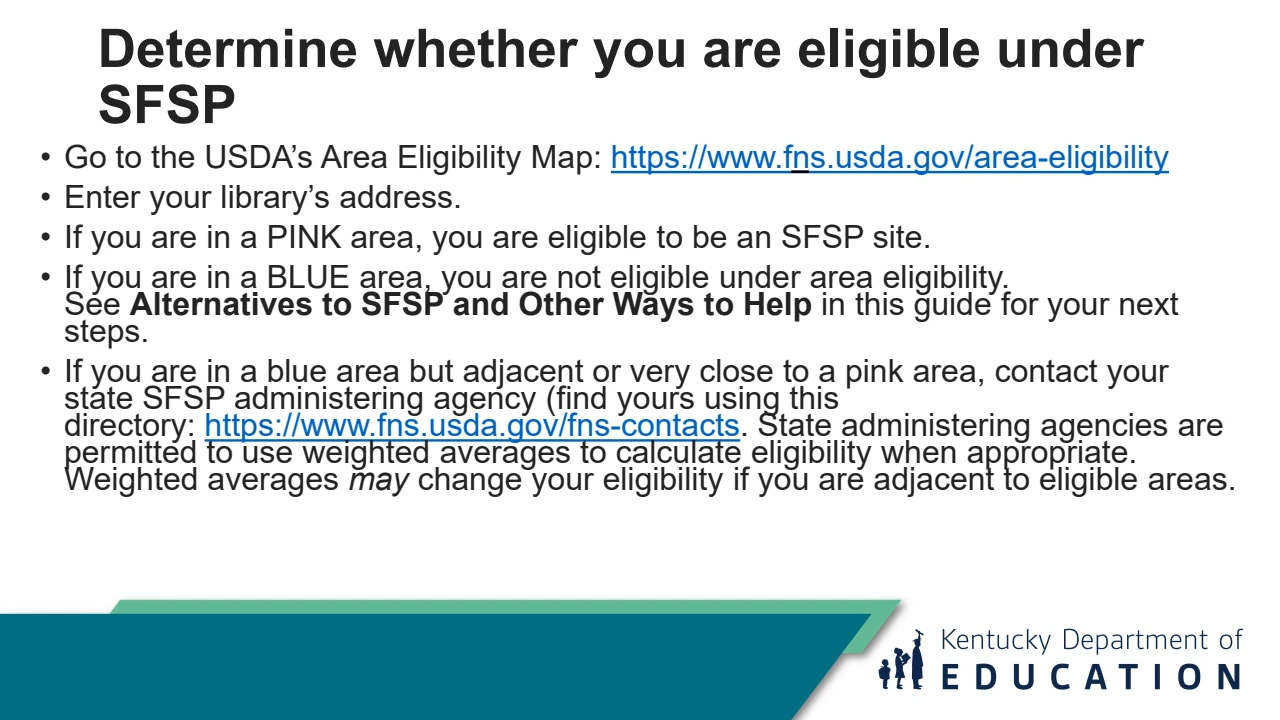 Determine whether you are eligible under
SFSP
• Go to the USDA’s Area Eligibility Map: https://www.fns.usda.gov/area-eligibility
• Enter your library’s address.
• If you are in a PINK area, you are eligible to be an SFSP site.
• If you are in a BLUE area, you are not eligible under area eligibility.
See Alternatives to SFSP and Other Ways to Help in this guide for your next
steps.
• If you are in a blue area but adjacent or very close to a pink area, contact your
state SFSP administering agency (find yours using this
directory: https://www.fns.usda.gov/fns-contacts. State administering agencies are
permitted to use weighted averages to calculate eligibility when appropriate.
Weighted averages may change your eligibility if you are adjacent to eligible areas.
Kentucky Department of
EDUCATION